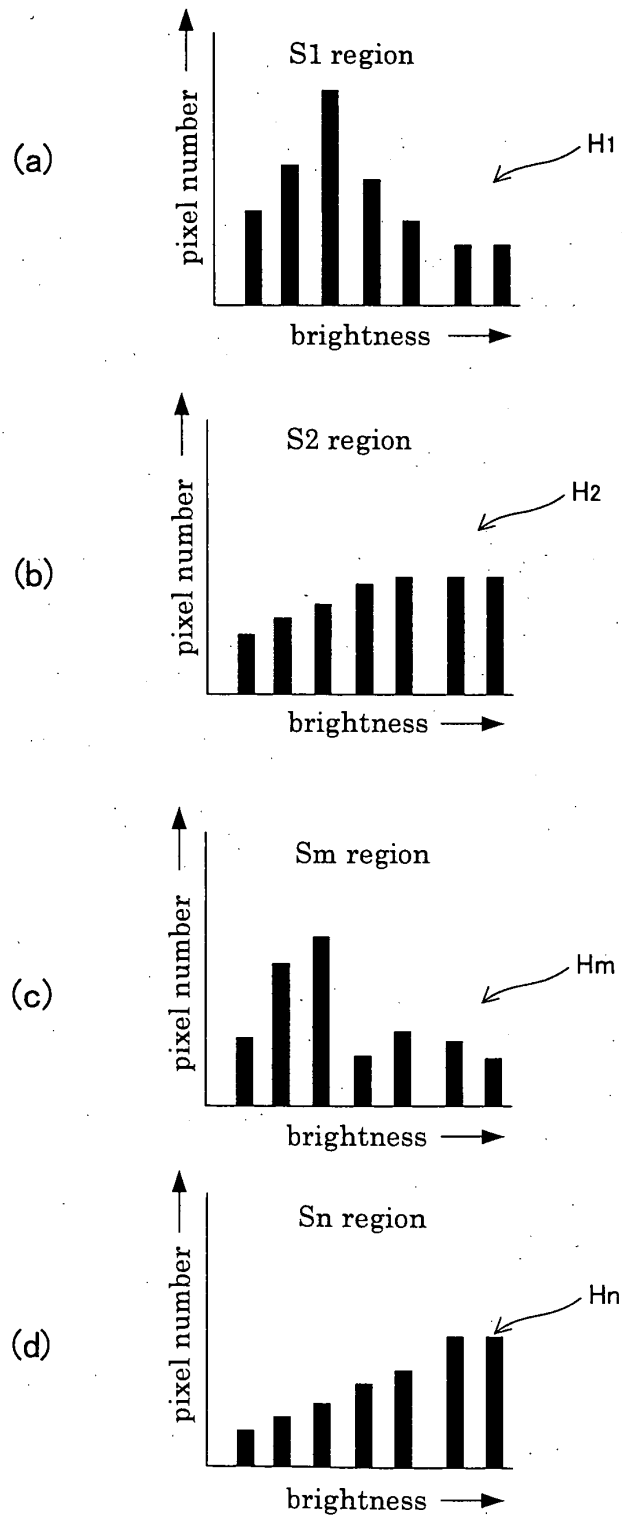 (a)
S1 region
pixel number
H1
brightness
(b)
S2 region
pixel number
H2
brightness
(c)
Sm region
pixel number
Hm
brightness
(d)
Sn region
pixel number
Hn
brightness